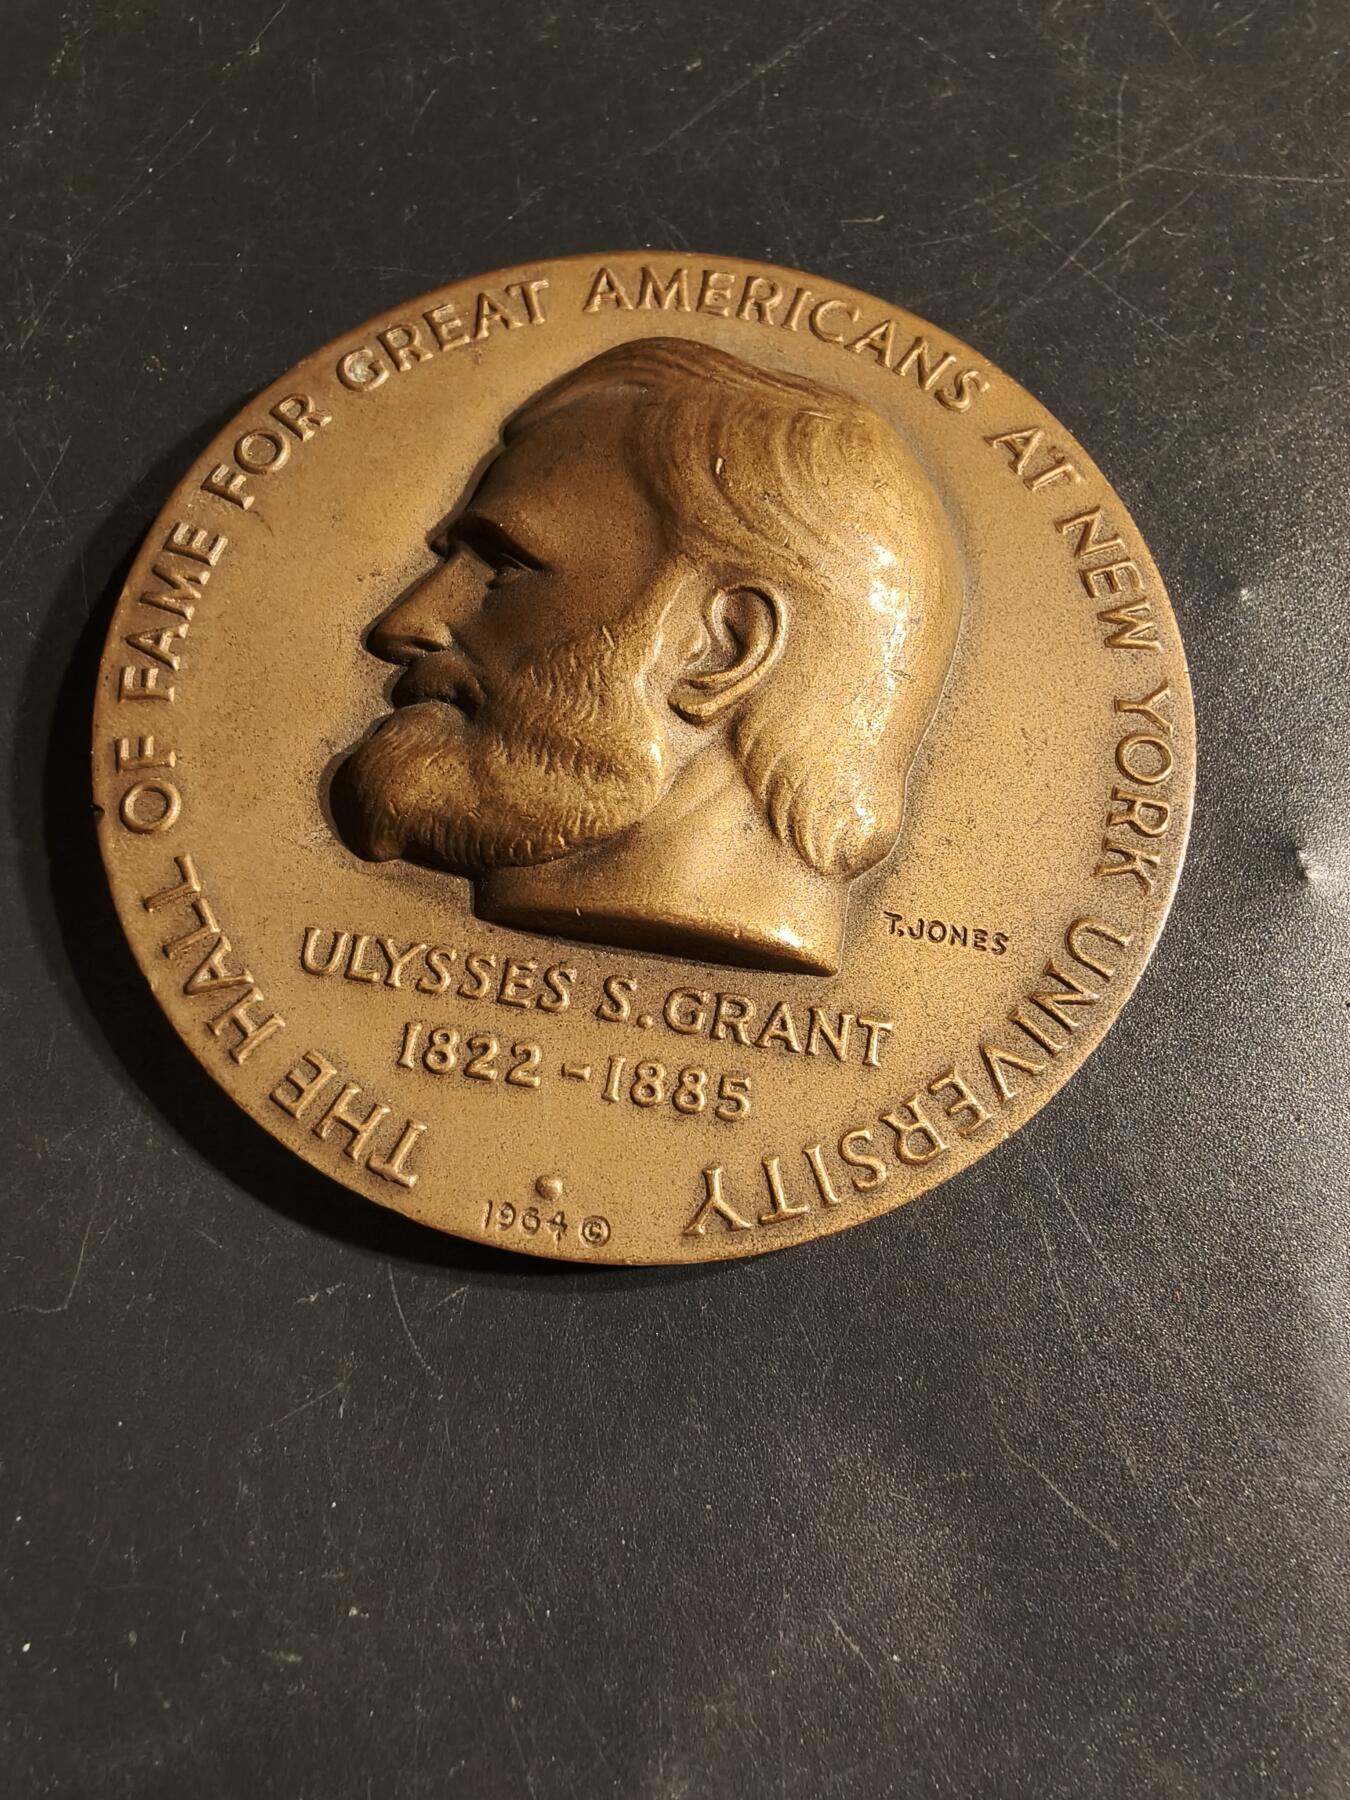 THE HALL OF FAME FOR GREAT AMERICANS AT NEW YORK UNIVERSITY
T.JONES
ULYSSES S. GRANT
1822-1885
1964 ©